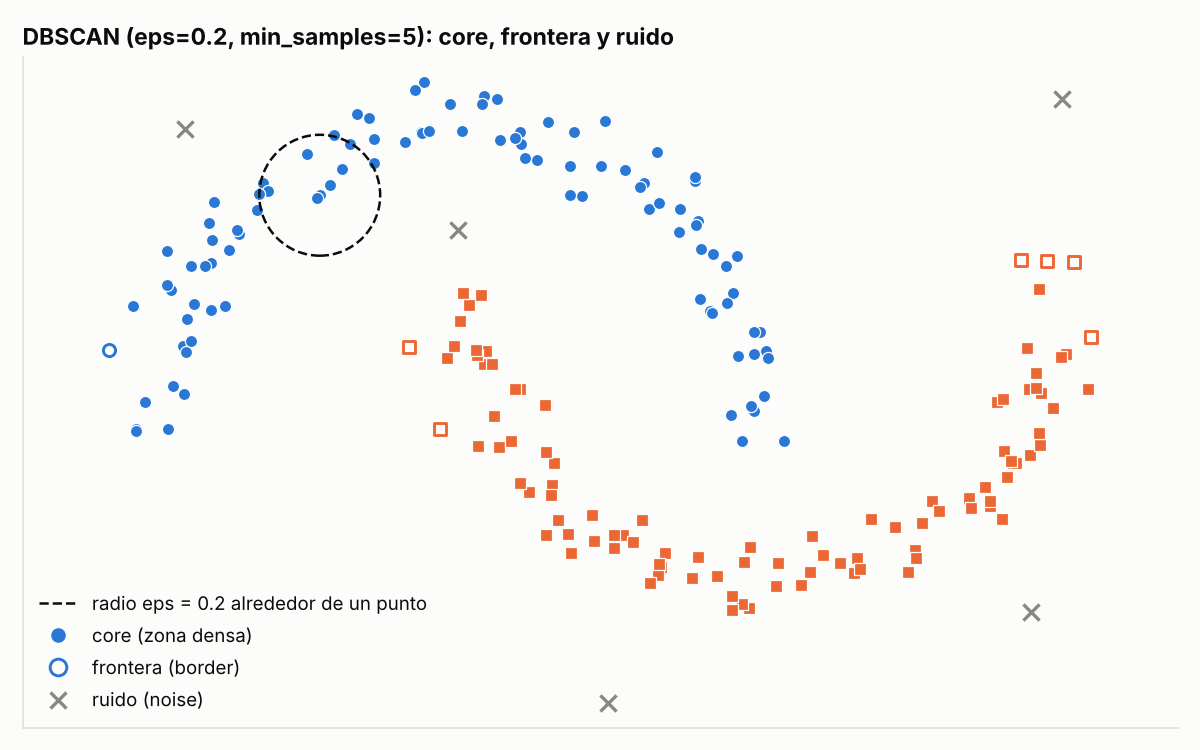 DBSCAN (eps=0.2, min_samples=5): core, frontera y ruido
radio eps = 0.2 alrededor de un punto
core (zona densa)
frontera (border)
ruido (noise)